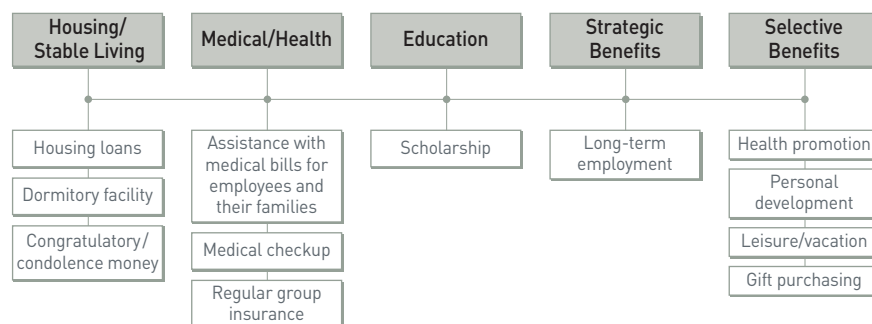 Housing/
Stable Living
Medical/Health
Education
Strategic
Benefits
Selective
Benefits
Housing loans
Dormitory facility
Congratulatory/
condolence money
Assistance with
medical bills for
employees and
their families
Medical checkup
Regular group
insurance
Scholarship
Long-term
employment
Health promotion
Personal
development
Leisure/vacation
Gift purchasing